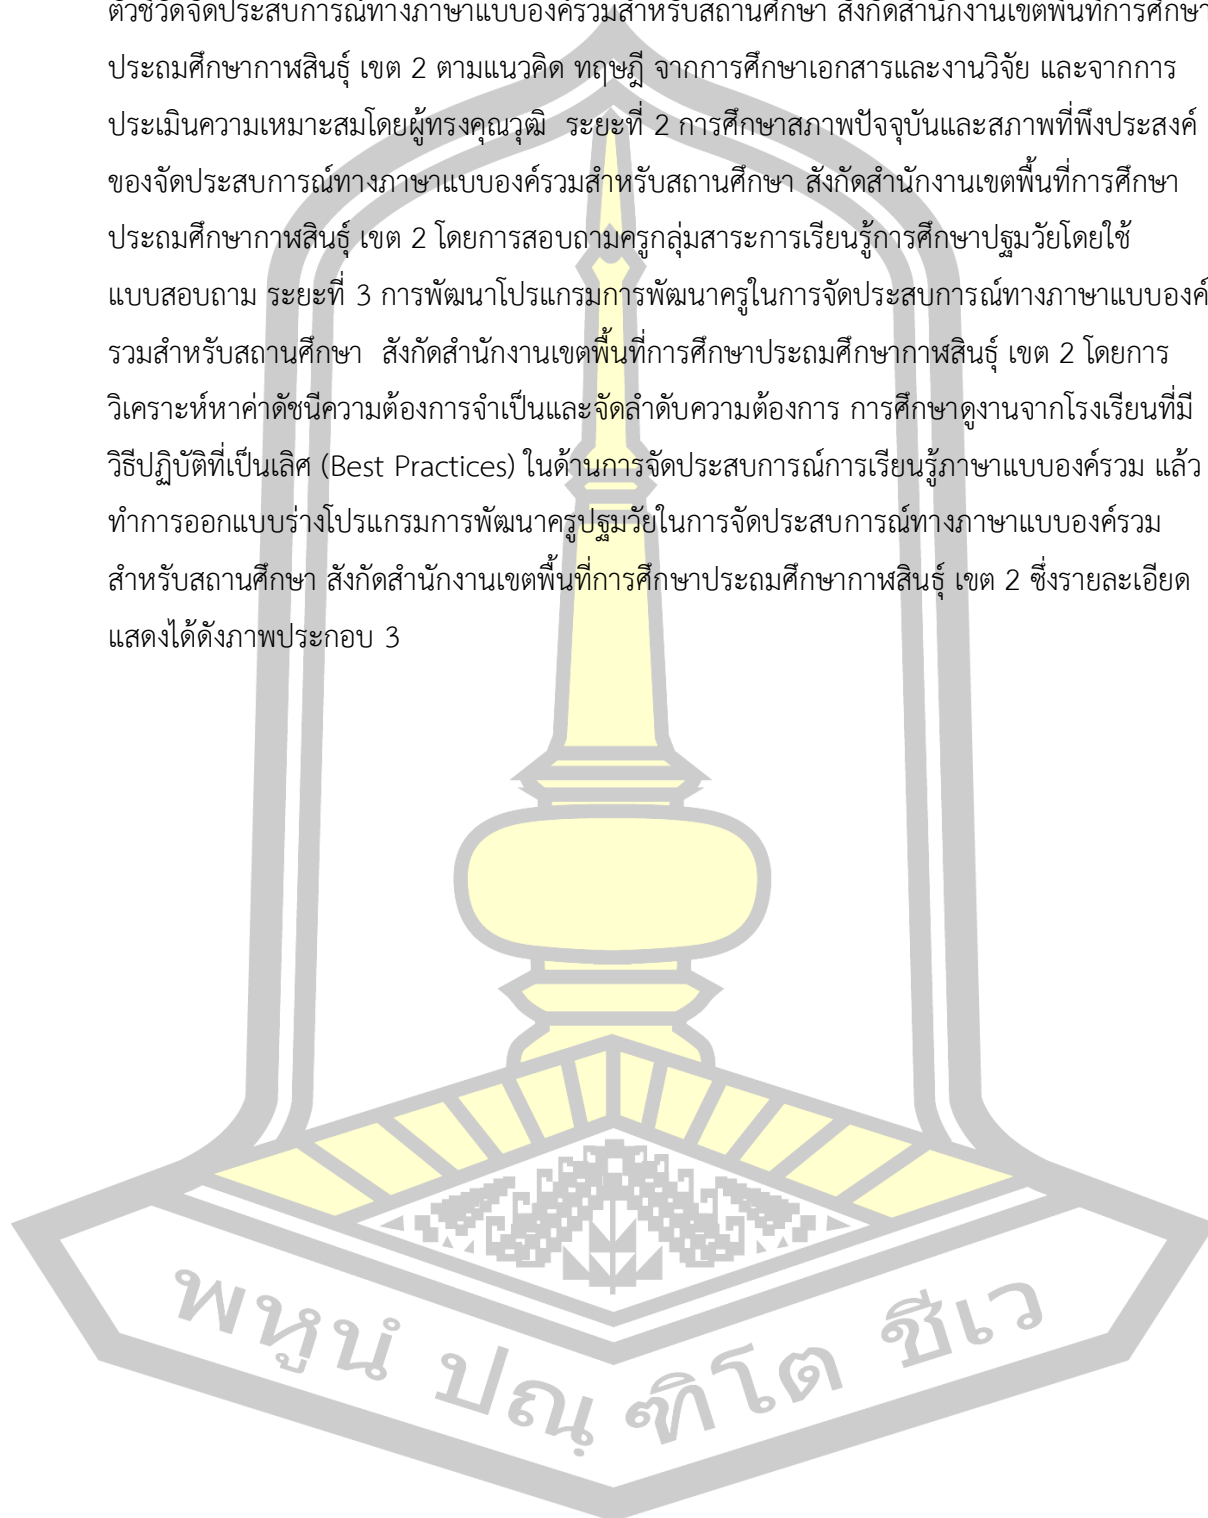 ตัวชี้วัดจัดประสบการณ์ทางภาษาแบบองค์รวมสำหรับสถานศึกษา สังกัดสำนักงานเขตพื้นที่การศึกษา
ประถมศึกษากาฬสินธุ์ เขต 2 ตามแนวคิด ทฤษฎี จากการศึกษาเอกสารและงานวิจัย และจากการ
ประเมินความเหมาะสมโดยผู้ทรงคุณวุฒิ ระยะที่ 2 การศึกษาสภาพปัจจุบันและสภาพที่พึงประสงค์
ของจัดประสบการณ์ทางภาษาแบบองค์รวมสำหรับสถานศึกษา สังกัดสำนักงานเขตพื้นที่การศึกษา
ประถมศึกษากาฬสินธุ์ เขต 2 โดยการสอบถามครูกลุ่มสาระการเรียนรู้การศึกษาปฐมวัยโดยใช้
แบบสอบถาม ระยะที่ 3 การพัฒนาโปรแกรมการพัฒนาครูในการจัดประสบการณ์ทางภาษาแบบองค์
รวมสำหรับสถานศึกษา สังกัดสำนักงานเขตพื้นที่การศึกษาประถมศึกษากาฬสินธุ์ เขต 2 โดยการ
วิเคราะห์หาค่าดัชนีความต้องการจำเป็นและจัดลำดับความต้องการ การศึกษาดูงานจากโรงเรียนที่มี
วิธีปฏิบัติที่เป็นเลิศ (Best Practices) ในด้านการจัดประสบการณ์การเรียนรู้ภาษาแบบองค์รวม แล้ว
ทำการออกแบบร่างโปรแกรมการพัฒนาครูปฐมวัยในการจัดประสบการณ์ทางภาษาแบบองค์รวม
สำหรับสถานศึกษา สังกัดสำนักงานเขตพื้นที่การศึกษาประถมศึกษากาฬสินธุ์ เขต 2 ซึ่งรายละเอียด
แสดงได้ดังภาพประกอบ 3
พหูนํ ปณฺ ฑิโต ชีเว